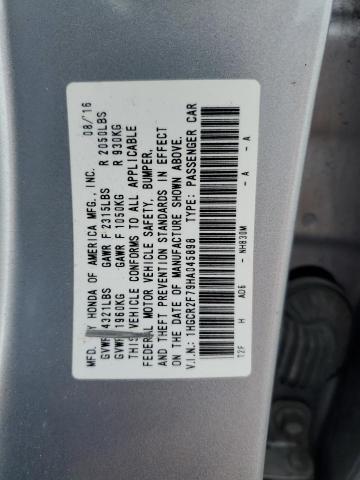 MFD. BY HONDA OF AMERICA MFG., INC. 08/'16
GVWR 4321LBS GAWR F 2315LBS R 2050LBS
GVWR 1960KG GAWR F 1050KG R 930KG
THIS VEHICLE CONFORMS TO ALL APPLICABLE
FEDERAL MOTOR VEHICLE SAFETY, BUMPER,
AND THEFT PREVENTION STANDARDS IN EFFECT
ON THE DATE OF MANUFACTURE SHOWN ABOVE.
V.I.N.: 1HGCR2F79HA045898 TYPE: PASSENGER CAR
T2F H AD6 - NH830M - A - A